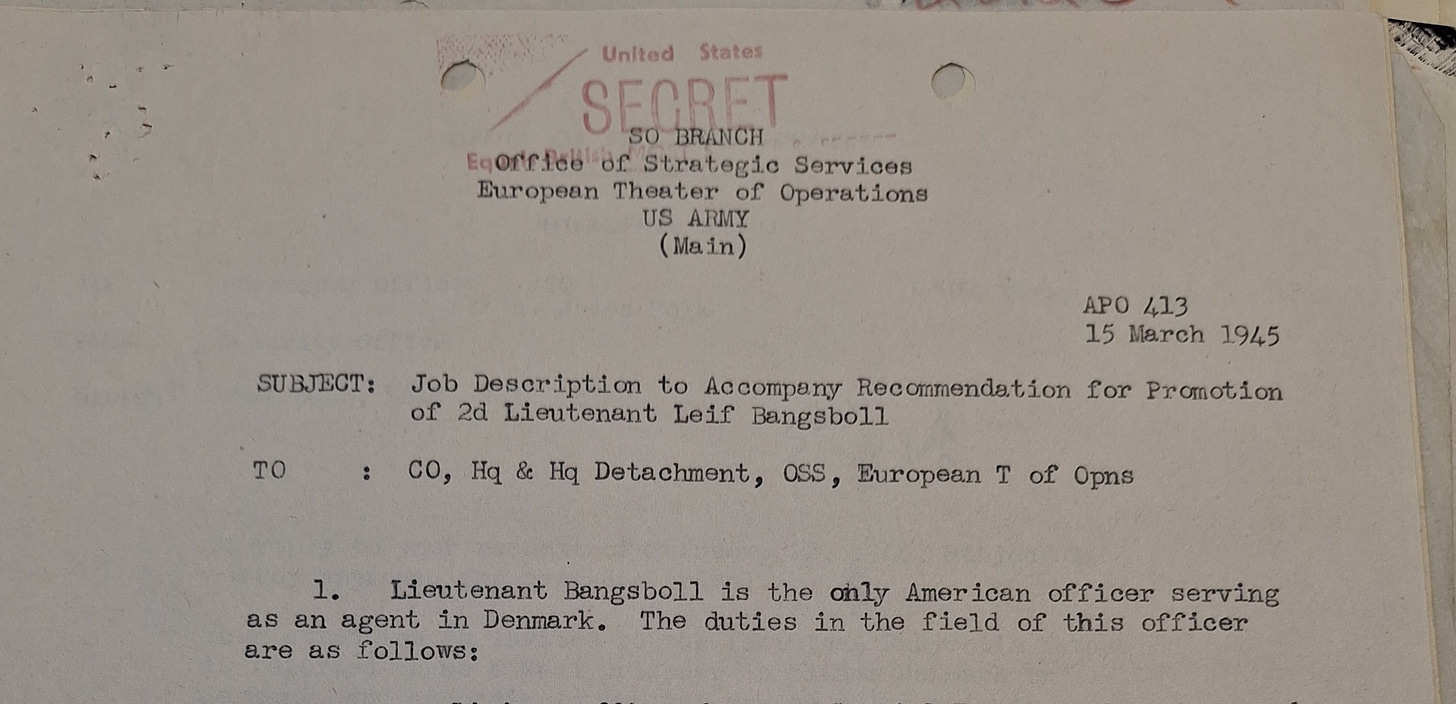 United States
SECRET
SO BRANCH
Office of Strategic Services
European Theater of Operations
US ARMY
(Main)
APO 413
15 March 1945
SUBJECT: Job Description to Accompany Recommendation for Promotion
of 2d Lieutenant Leif Bangsboll
TO : CO, Hq & Hq Detachment, OSS, European T of Opns
1. Lieutenant Bangsboll is the only American officer serving
as an agent in Denmark. The duties in the field of this officer
are as follows: